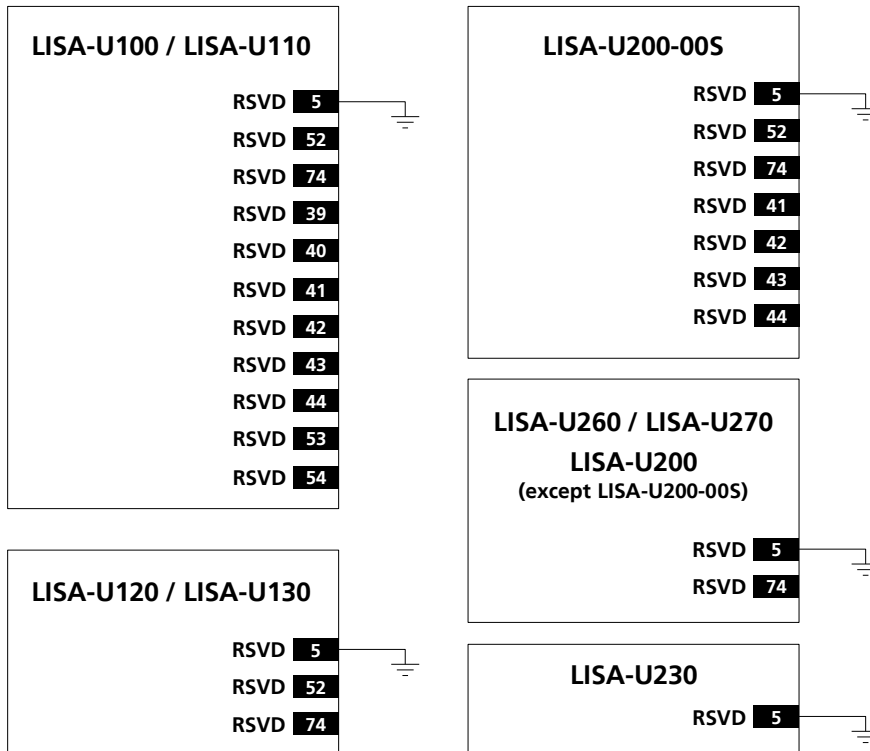 LISA-U100 / LISA-U110
RSVD 5
RSVD 52
RSVD 74
RSVD 39
RSVD 40
RSVD 41
RSVD 42
RSVD 43
RSVD 44
RSVD 53
RSVD 54
LISA-U120 / LISA-U130
RSVD 5
RSVD 52
RSVD 74
LISA-U200-00S
RSVD 5
RSVD 52
RSVD 74
RSVD 41
RSVD 42
RSVD 43
RSVD 44
LISA-U260 / LISA-U270
LISA-U200
(except LISA-U200-00S)
RSVD 5
RSVD 74
LISA-U230
RSVD 5